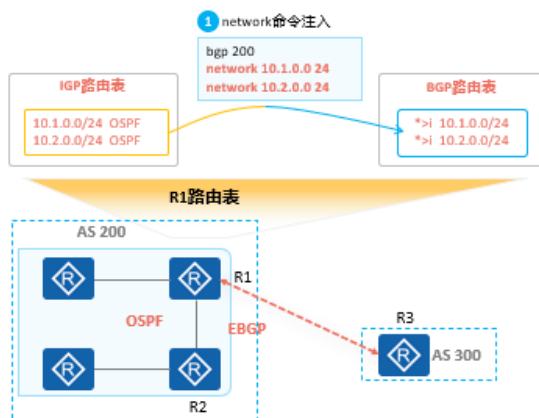 1 network命令注入
bgp 200
network 10.1.0.0 24
network 10.2.0.0 24
IGP路由表
10.1.0.0/24 OSPF
10.2.0.0/24 OSPF
BGP路由表
*>i 10.1.0.0/24
*>i 10.2.0.0/24
R1路由表
AS 200
R
R
R1
OSPF
EBGP
R
R
R2
R3
R
AS 300